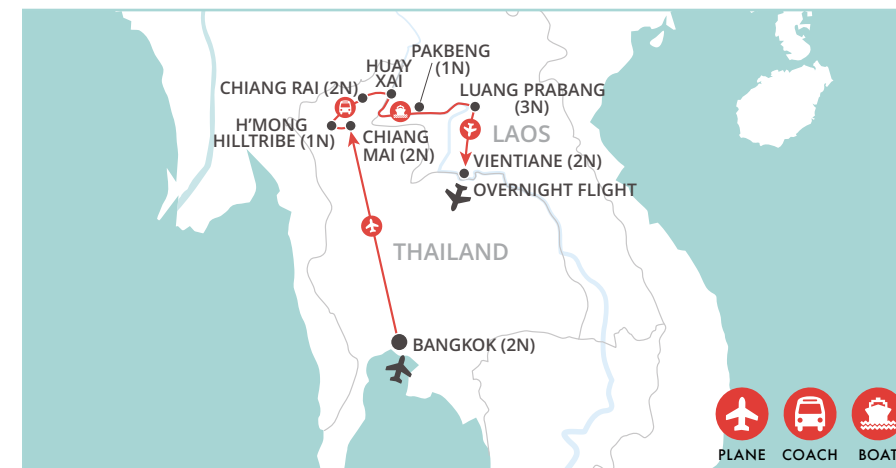 PAKBENG
(1N)
HUAY
XAI
CHIANG RAI (2N)
LUANG PRABANG
(3N)
H'MONG
HILLTRIBE (1N)
CHIANG
MAI (2N)
LAOS
VIENTIANE (2N)
OVERNIGHT FLIGHT
THAILAND
BANGKOK (2N)
PLANE
COACH
BOAT